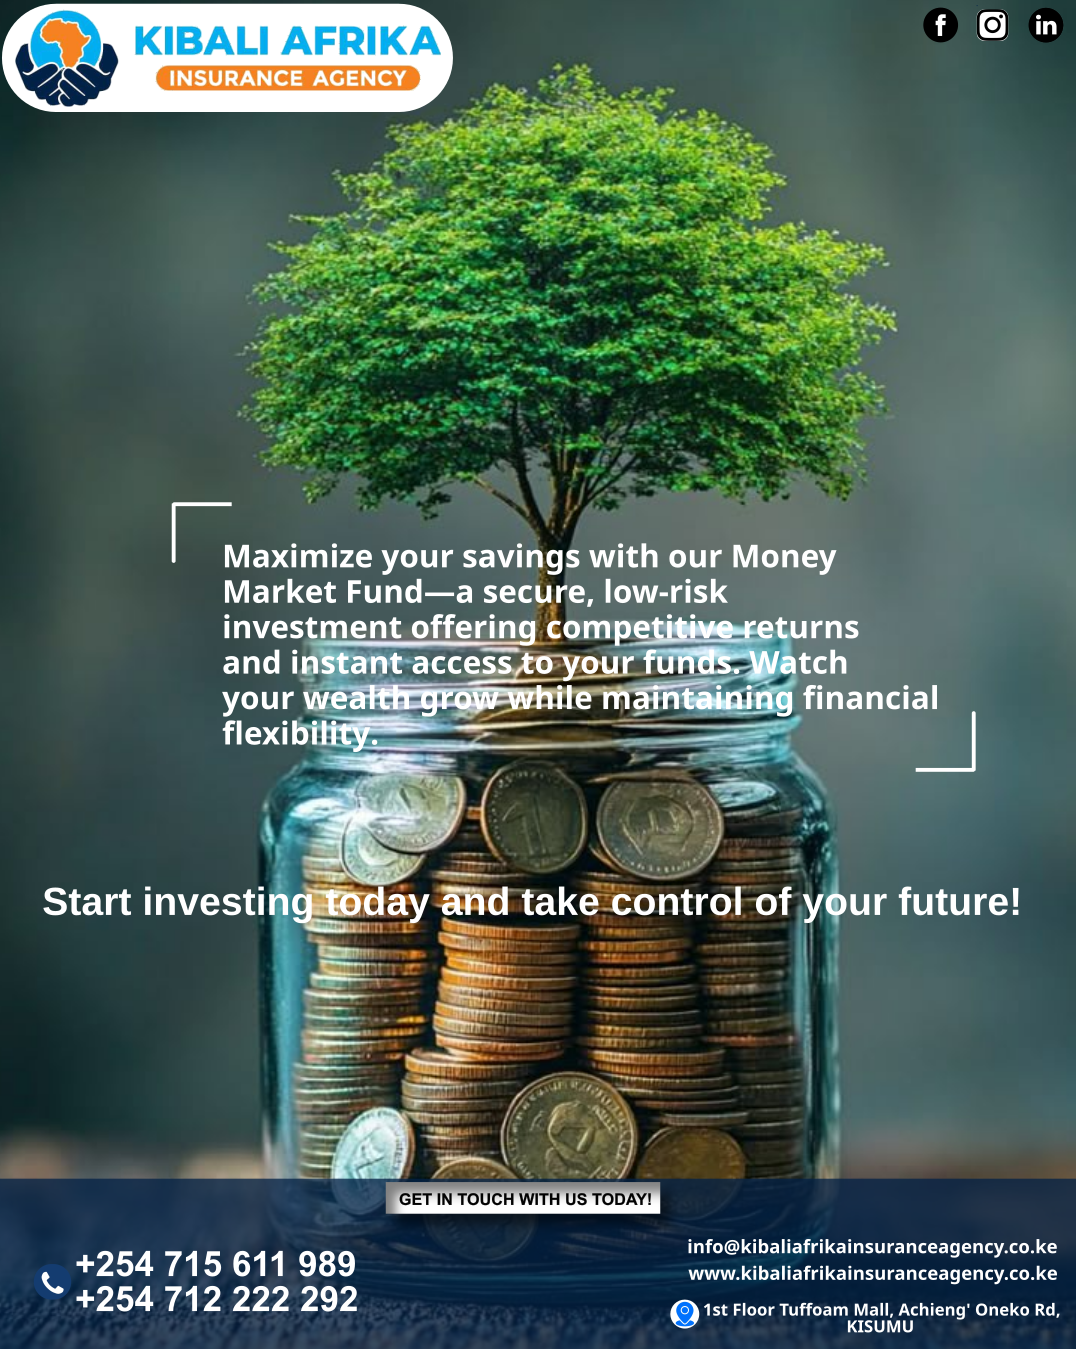 KIBALI AFRIKA
INSURANCE AGENCY
Maximize your savings with our Money
Market Fund—a secure, low-risk
investment offering competitive returns
and instant access to your funds. Watch
your wealth grow while maintaining financial
flexibility.
Start investing today and take control of your future!
GET IN TOUCH WITH US TODAY!
+254 715 611 989
+254 712 222 292
info@kibaliafrikainsuranceagency.co.ke
www.kibaliafrikainsuranceagency.co.ke
1st Floor Tuffoam Mall, Achieng' Oneko Rd,
KISUMU